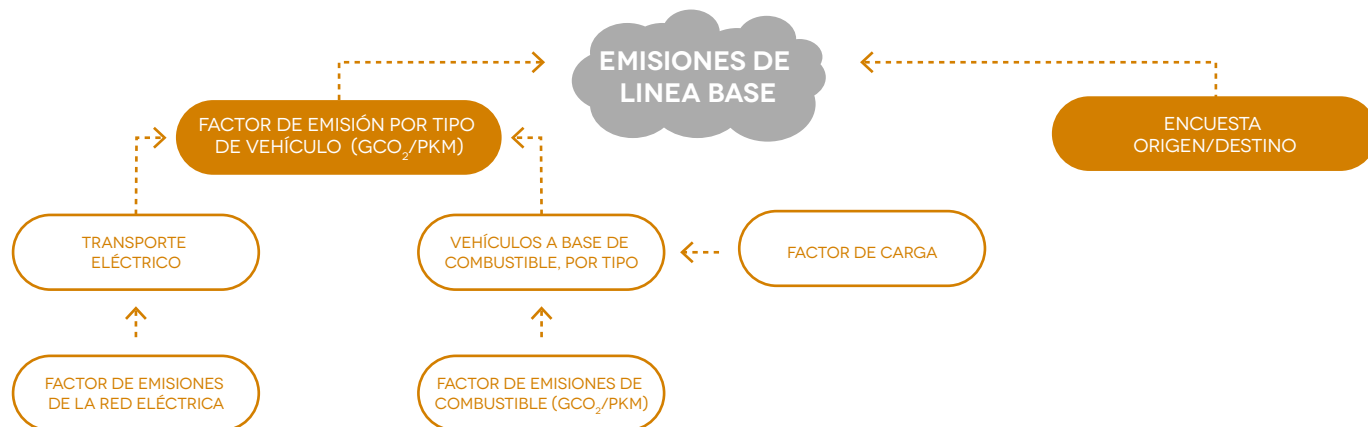 EMISIONES DE
LINEA BASE
FACTOR DE EMISIÓN POR TIPO
DE VEHÍCULO (GCO₂/PKM)
ENCUESTA
ORIGEN/DESTINO
TRANSPORTE
ELÉCTRICO
VEHÍCULOS A BASE DE
COMBUSTIBLE, POR TIPO
FACTOR DE CARGA
FACTOR DE EMISIONES
DE LA RED ELÉCTRICA
FACTOR DE EMISIONES DE
COMBUSTIBLE (GCO₂/PKM)